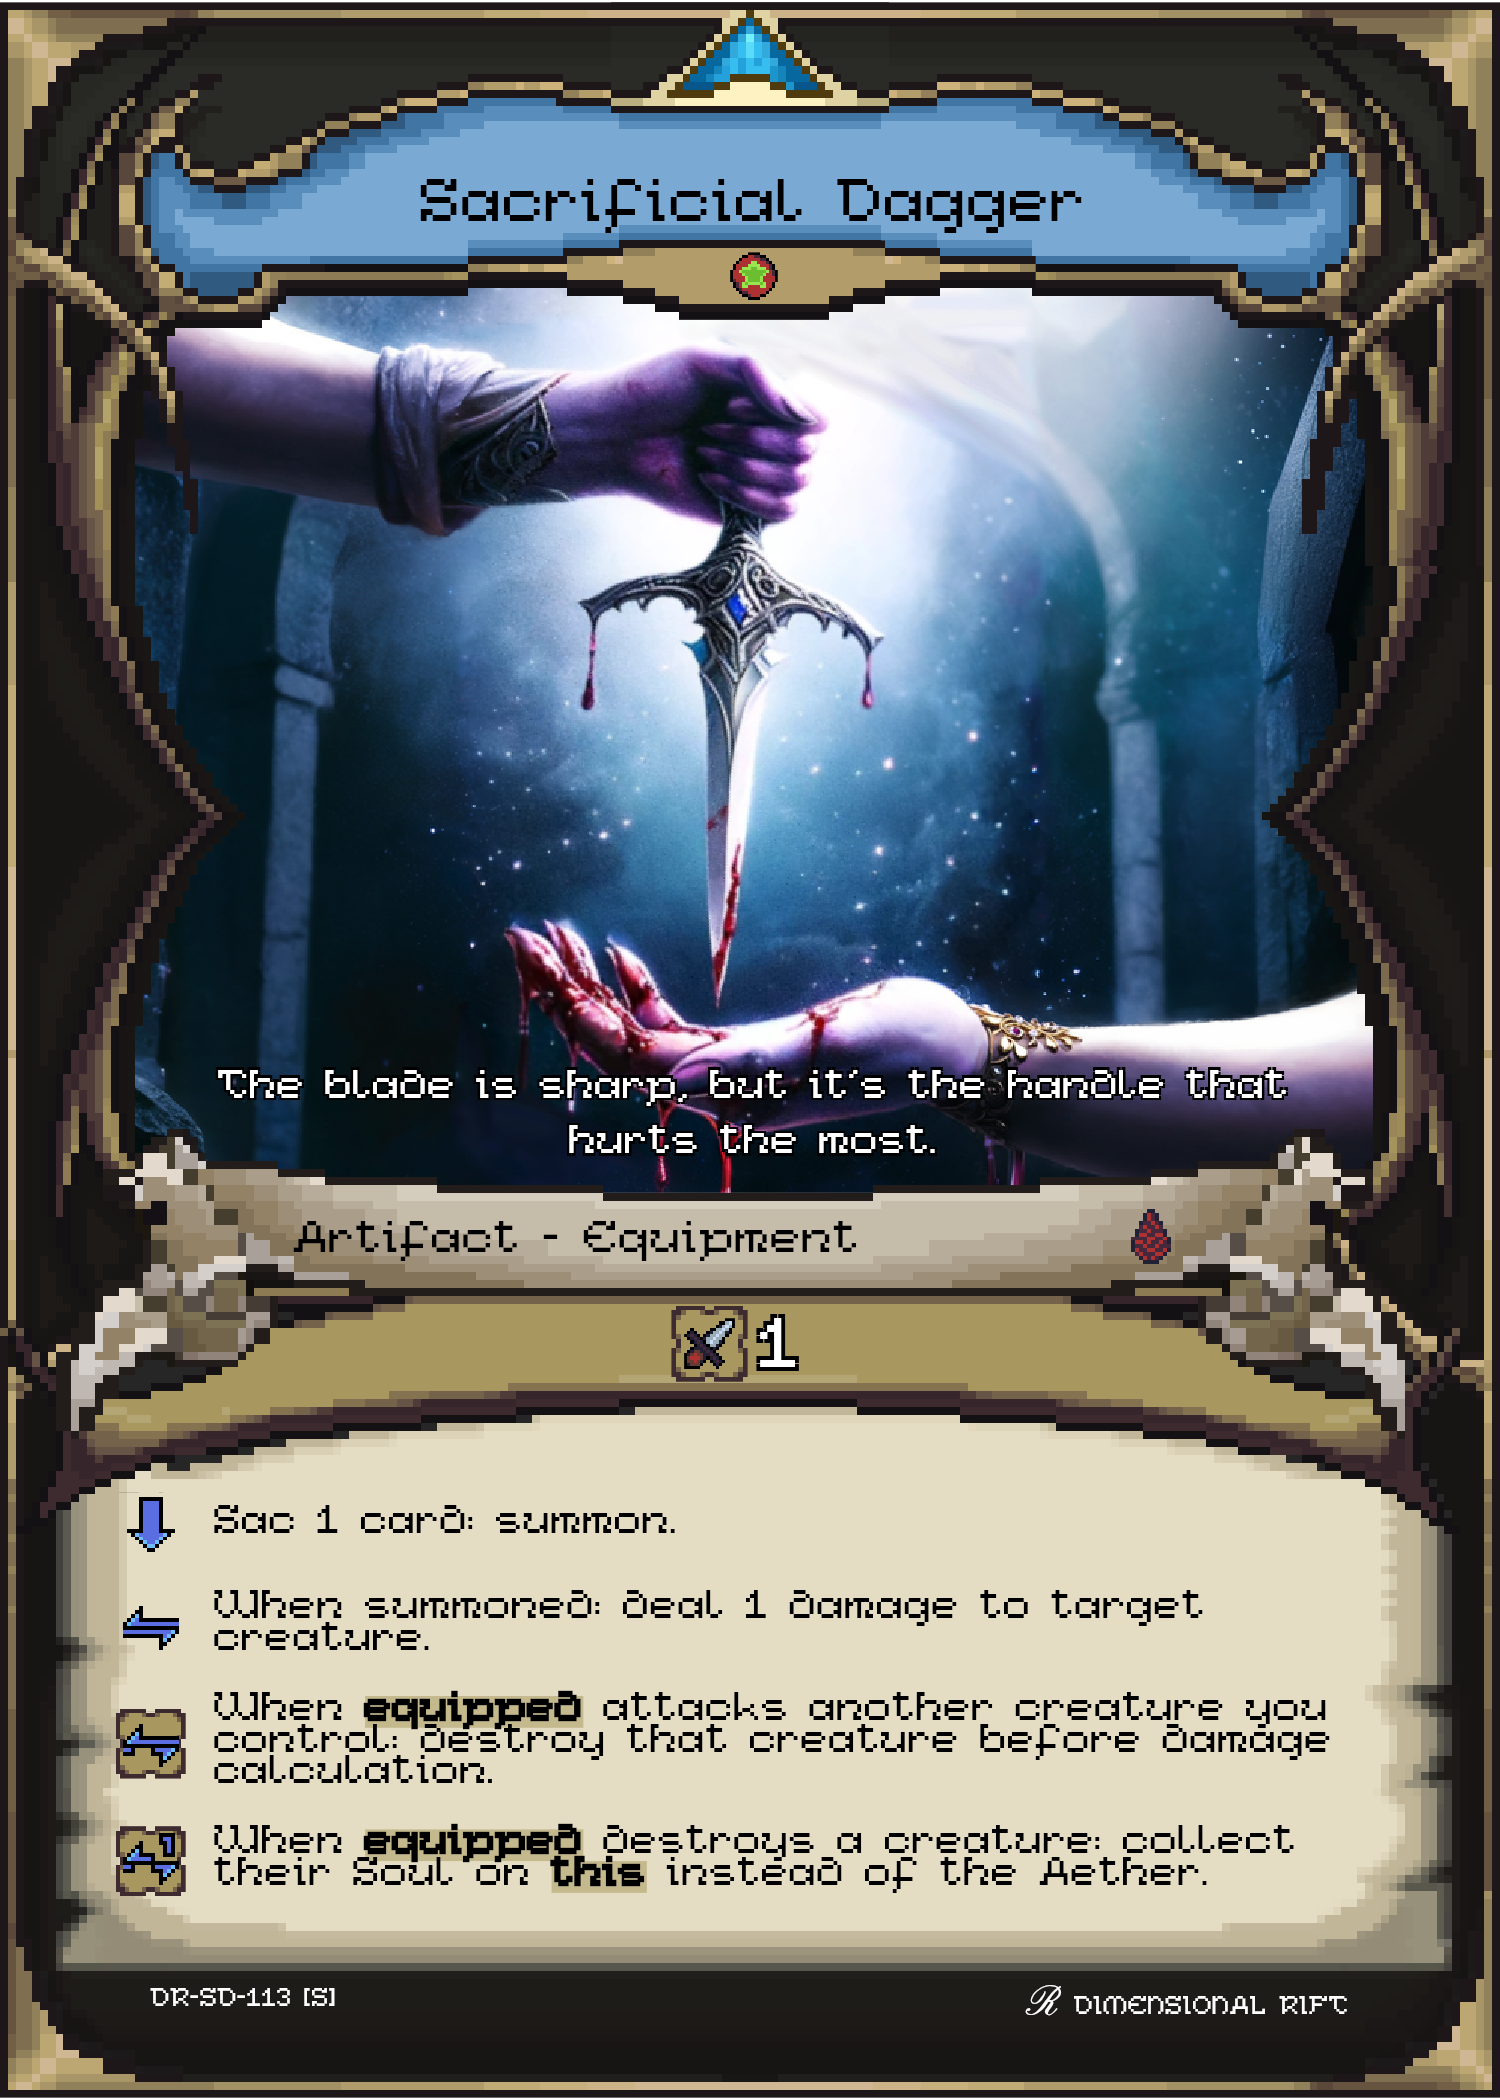 Sacrificial Dagger
The blade is sharp, but it's the handle that
hurts the most.
Artifact - Equipment
1
Sac 1 card: summon.
When summoned: deal 1 damage to target
creature.
When equipped attacks another creature you
control: destroy that creature before damage
calculation.
When equipped destroys a creature: collect
their Soul on this instead of the Aether.
DR-SD-113 [S]
R DIMENSIONAL RIFT